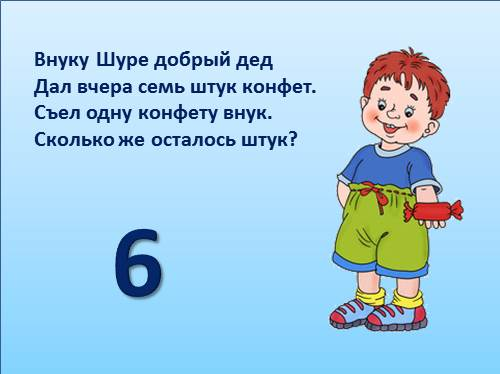 Внуку Шуре добрый дед
Дал вчера семь штук конфет.
Съел одну конфету внук.
Сколько же осталось штук?
6